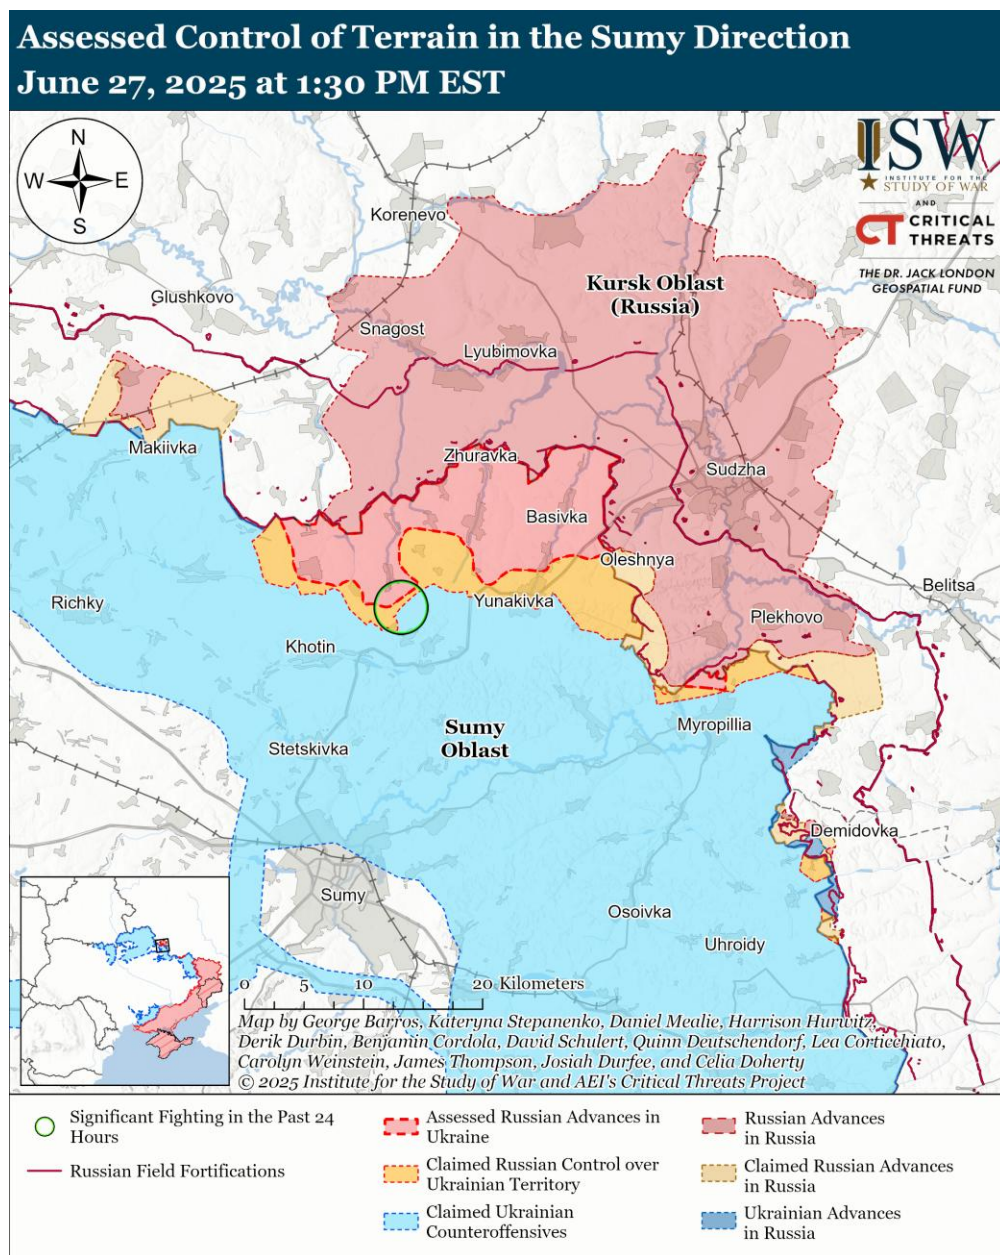 Assessed Control of Terrain in the Sumy Direction
June 27, 2025 at 1:30 PM EST
N
W
E
S
ISW
INSTITUTE FOR THE
STUDY OF WAR
AND
CT CRITICAL
THREATS
THE DR. JACK LONDON
GEOSPATIAL FUND
Korenevo
Kursk Oblast
(Russia)
Glushkovo
Snagost
Lyubimovka
Makiivka
Zhuravka
Sudzha
Basivka
Oleshnya
Belitsa
Richky
Yunakivka
Plekhovo
Khotin
Myropillia
Sumy
Oblast
Stetskivka
Demidovka
Sumy
Osoivka
Uhroidy
0 5 10 20 Kilometers
Map by George Barros, Kateryna Stepanenko, Daniel Mealie, Harrison Hurwitz,
Derik Durbin, Benjamin Cordola, David Schulert, Quinn Deutschendorf, Lea Corticchiato,
Carolyn Weinstein, James Thompson, Josiah Durfee, and Celia Doherty
© 2025 Institute for the Study of War and AEI's Critical Threats Project
Significant Fighting in the Past 24
Hours
Russian Field Fortifications
Assessed Russian Advances in
Ukraine
Claimed Russian Control over
Ukrainian Territory
Claimed Ukrainian
Counteroffensives
Russian Advances
in Russia
Claimed Russian Advances
in Russia
Ukrainian Advances
in Russia